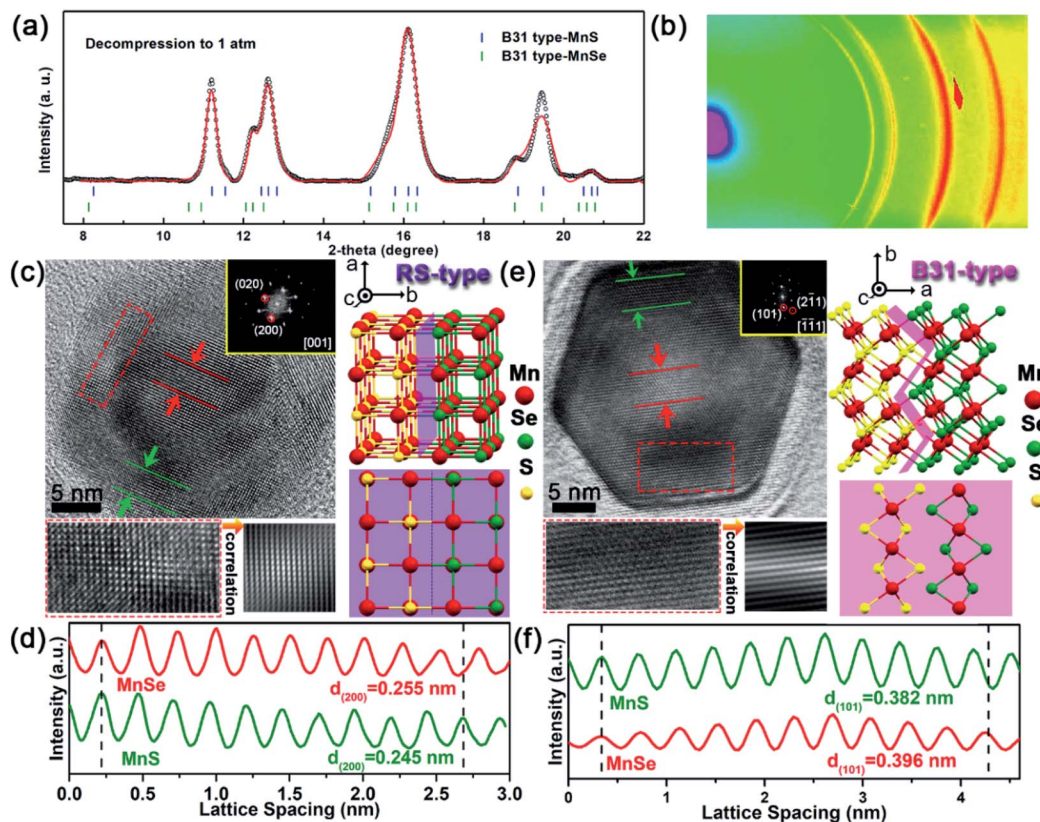 (a)
Decompression to 1 atm
B31 type-MnS
B31 type-MnSe
Intensity (a. u.)
8 10 12 14 16 18 20 22
2-theta (degree)
(b)
(c)
(020)
(200)
[001]
5 nm
correlation
a
c
b
RS-type
Mn
Se
S
(e)
(101)
(2-11)
[-1-11]
5 nm
correlation
b
c
a
B31-type
(d)
Intensity (a.u.)
MnSe
d(200)=0.255 nm
MnS
d(200)=0.245 nm
0.0 0.5 1.0 1.5 2.0 2.5 3.0
Lattice Spacing (nm)
(f)
Intensity (a.u.)
MnS
d(101)=0.382 nm
MnSe
d(101)=0.396 nm
0 1 2 3 4
Lattice Spacing (nm)